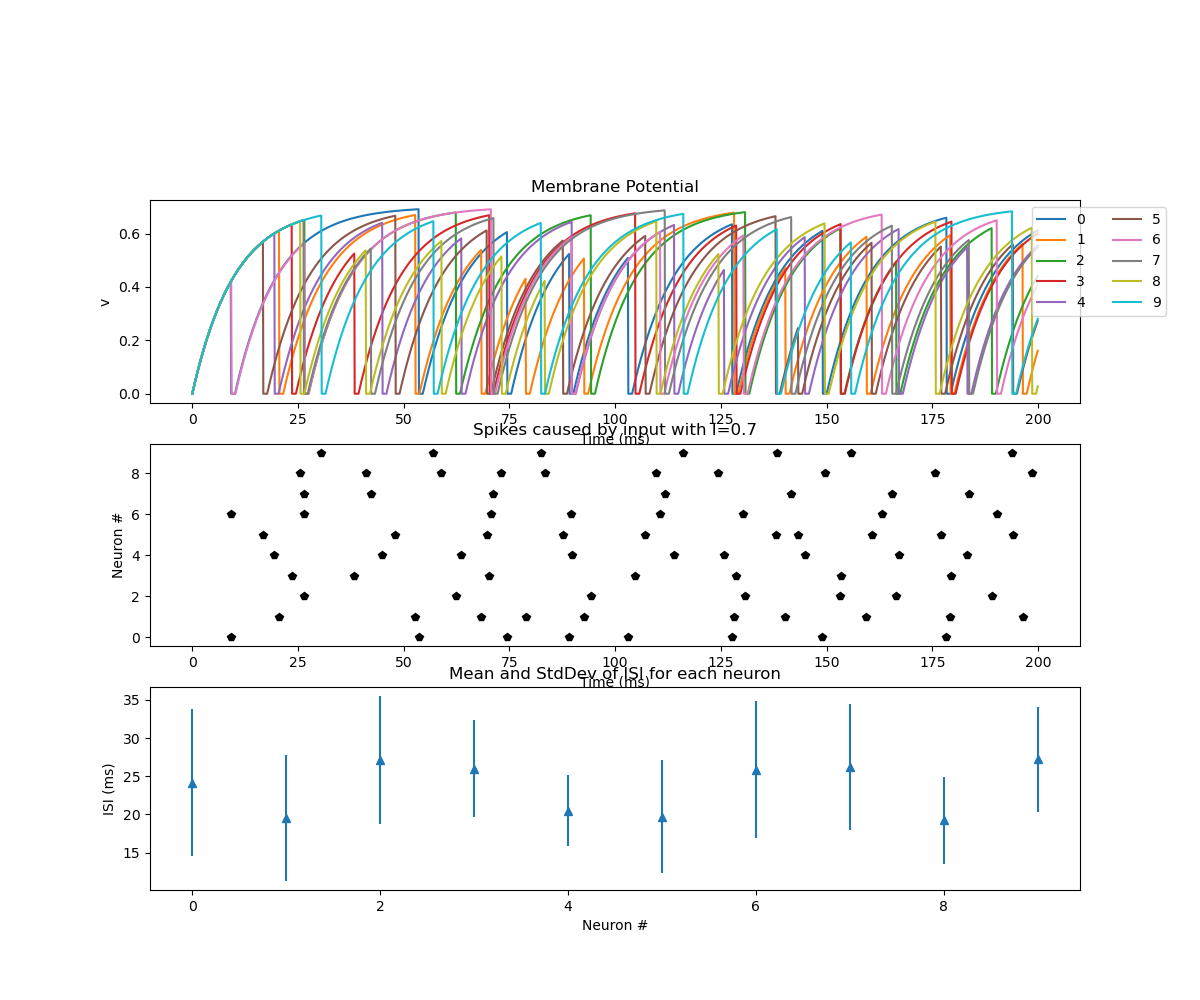 Membrane Potential
0.6
0.4
0.2
0.0
v
0 5
1 6
2 7
3 8
4 9
0 25 50 75 100 125 150 175 200
Time (ms)
Spikes caused by input with I=0.7
8
6
4
2
0
Neuron #
0 25 50 75 100 125 150 175 200
Time (ms)
Mean and StdDev of ISI for each neuron
35
30
25
20
15
ISI (ms)
0 2 4 6 8
Neuron #